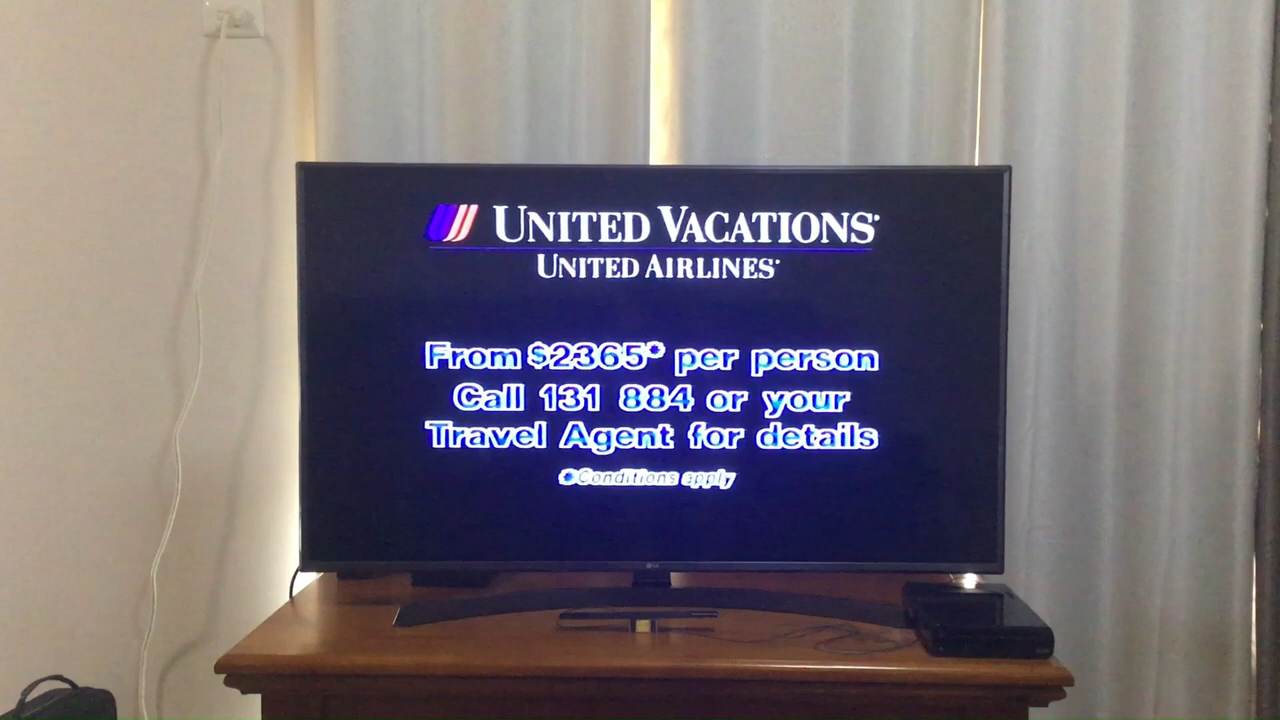 UNITED VACATIONS
UNITED AIRLINES
From $2365* per person
Call 131 884 or your
Travel Agent for details
*Conditions apply
LG